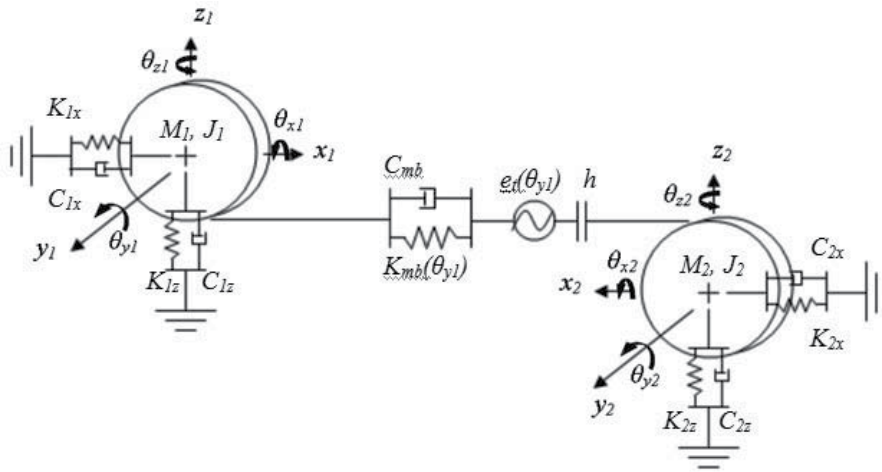 z₁
θz1
K1x
θx1
M₁, J₁
x₁
C1x
θy1
y₁
K1z
C1z
Cmb
Kmb(θy1)
et(θy1)
h
z₂
θz2
θx2
x₂
M₂, J₂
C2x
K2x
θy2
y₂
K2z
C2z